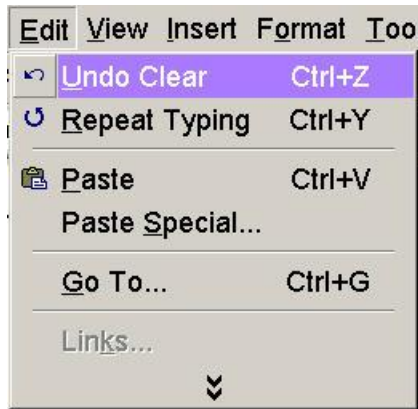 Edit View Insert Format Too
Undo Clear Ctrl+Z
Repeat Typing Ctrl+Y
Paste Ctrl+V
Paste Special...
Go To... Ctrl+G
Links...